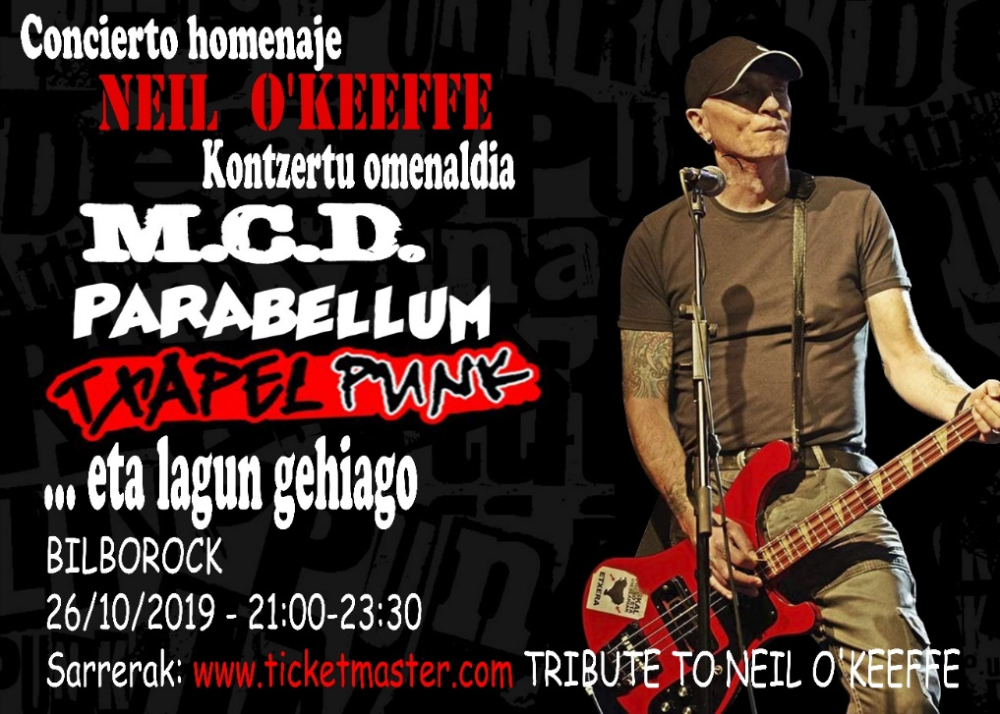 Concierto homenaje
NEIL O'KEEFFE
Kontzertu omenaldia
M.C.D.
PARABELLUM
TXAPEL PUNK
... eta lagun gehiago
BILBOROCK
26/10/2019 - 21:00-23:30
Sarrerak: www.ticketmaster.com TRIBUTE TO NEIL O'KEEFFE
ETXERA